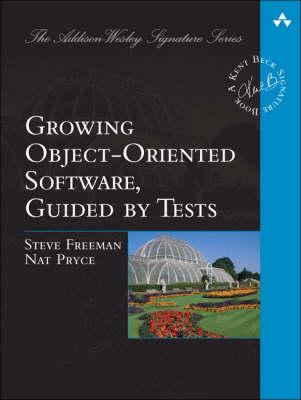 The Addison-Wesley Signature Series
A KENT BECK SIGNATURE BOOK
Kent B.
GROWING
OBJECT-ORIENTED
SOFTWARE,
GUIDED BY TESTS
STEVE FREEMAN
NAT PRYCE